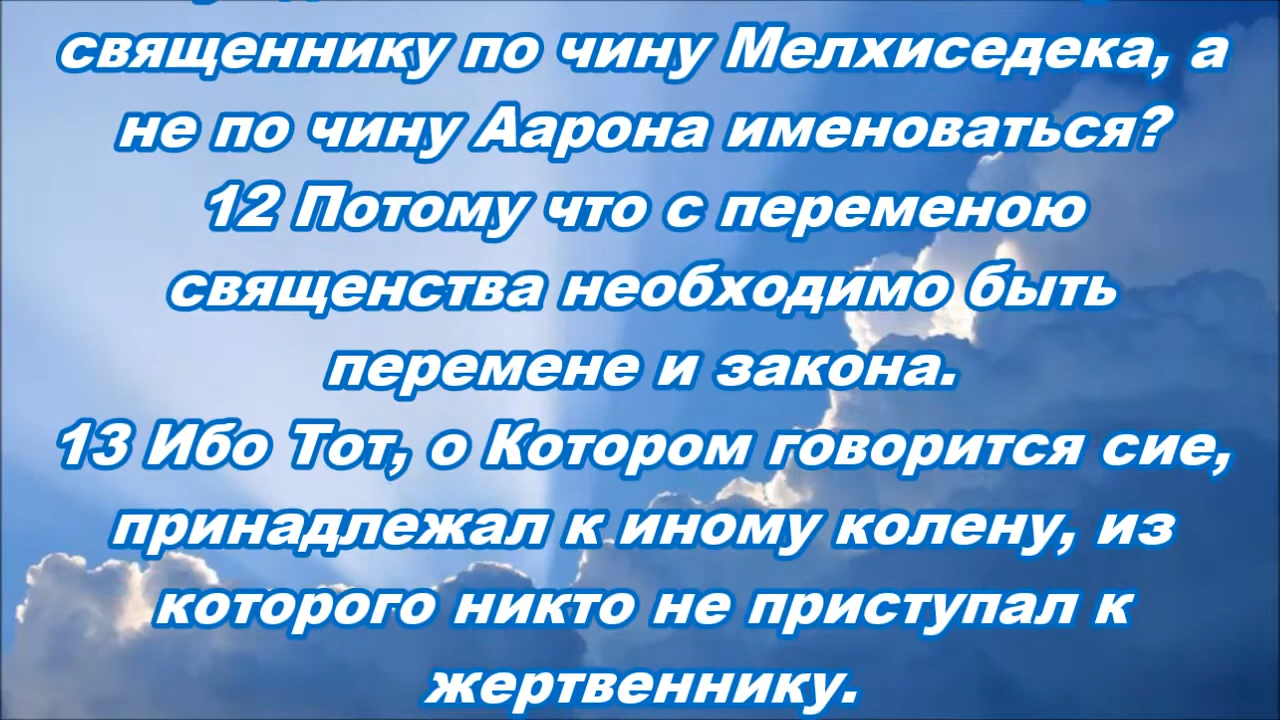 священнику по чину Мелхиседека, а
не по чину Аарона именоваться?
12 Потому что с переменою
священства необходимо быть
перемене и закона.
13 Ибо Тот, о Котором говорится сие,
принадлежал к иному колену, из
которого никто не приступал к
жертвеннику.